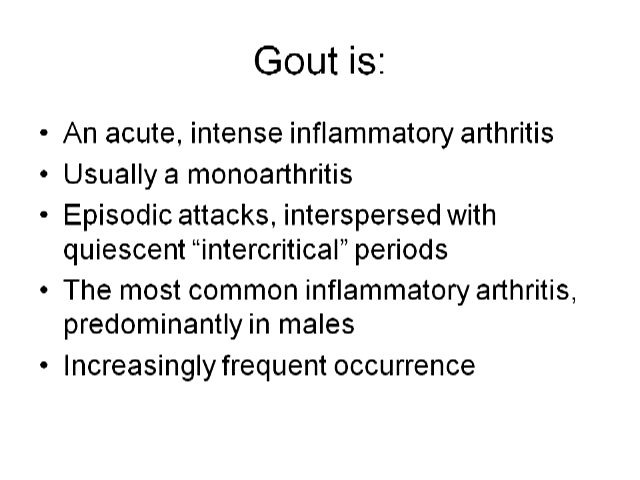 Gout is:
• An acute, intense inflammatory arthritis
• Usually a monoarthritis
• Episodic attacks, interspersed with
quiescent “intercritical” periods
• The most common inflammatory arthritis,
predominantly in males
• Increasingly frequent occurrence